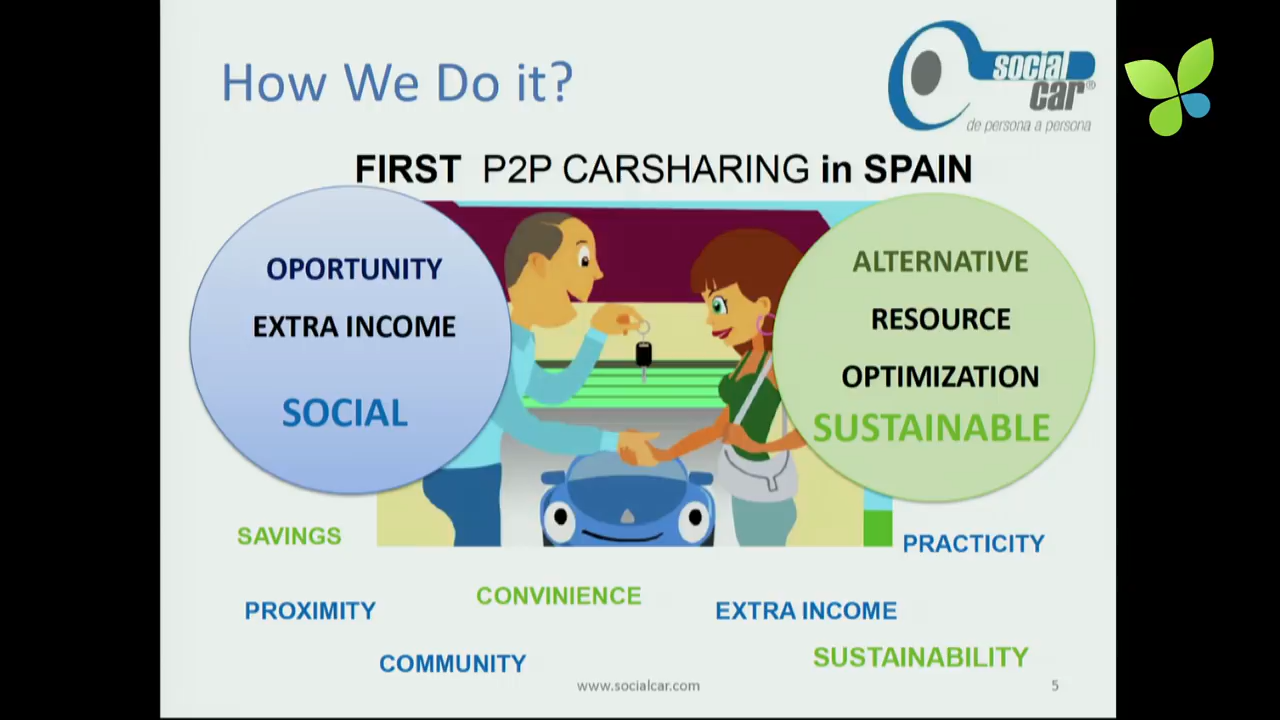 How We Do it?
social
car®
de persona a persona
FIRST P2P CARSHARING in SPAIN
OPORTUNITY
EXTRA INCOME
SOCIAL
ALTERNATIVE
RESOURCE
OPTIMIZATION
SUSTAINABLE
SAVINGS
PRACTICITY
CONVINIENCE
PROXIMITY
EXTRA INCOME
COMMUNITY
SUSTAINABILITY
www.socialcar.com
5